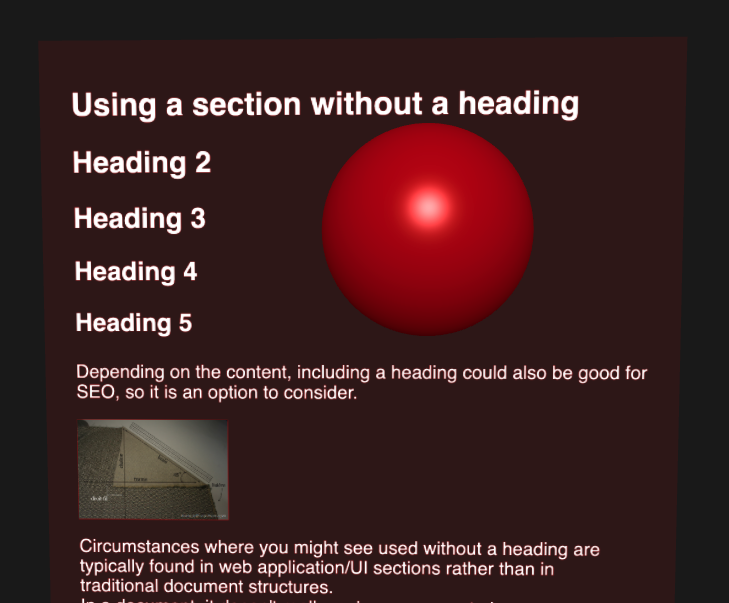 Using a section without a heading
Heading 2
Heading 3
Heading 4
Heading 5
Depending on the content, including a heading could also be good for
SEO, so it is an option to consider.
Circumstances where you might see used without a heading are
typically found in web application/UI sections rather than in
traditional document structures.